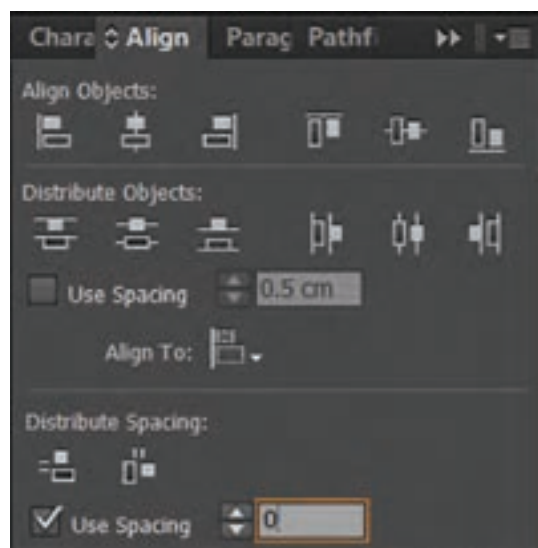 Chara Align Parag Pathfi
Align Objects:
Distribute Objects:
Use Spacing 0.5 cm
Align To:
Distribute Spacing:
Use Spacing 0